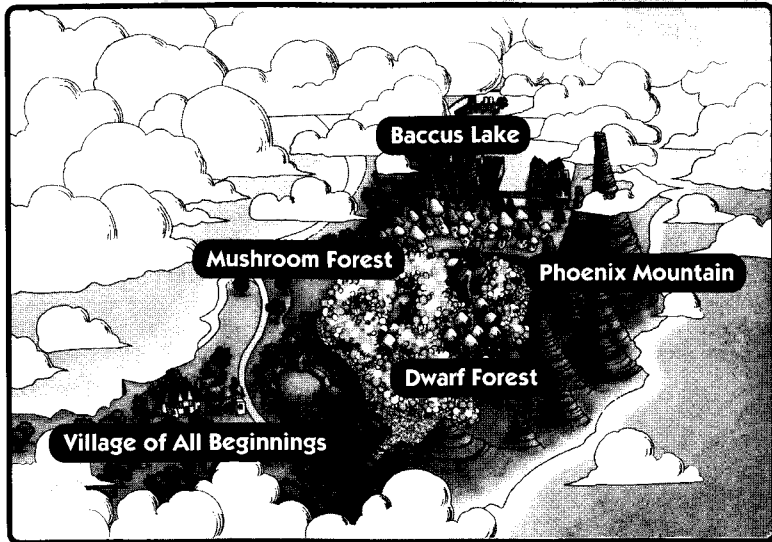 Baccus Lake
Mushroom Forest
Phoenix Mountain
Dwarf Forest
Village of All Beginnings